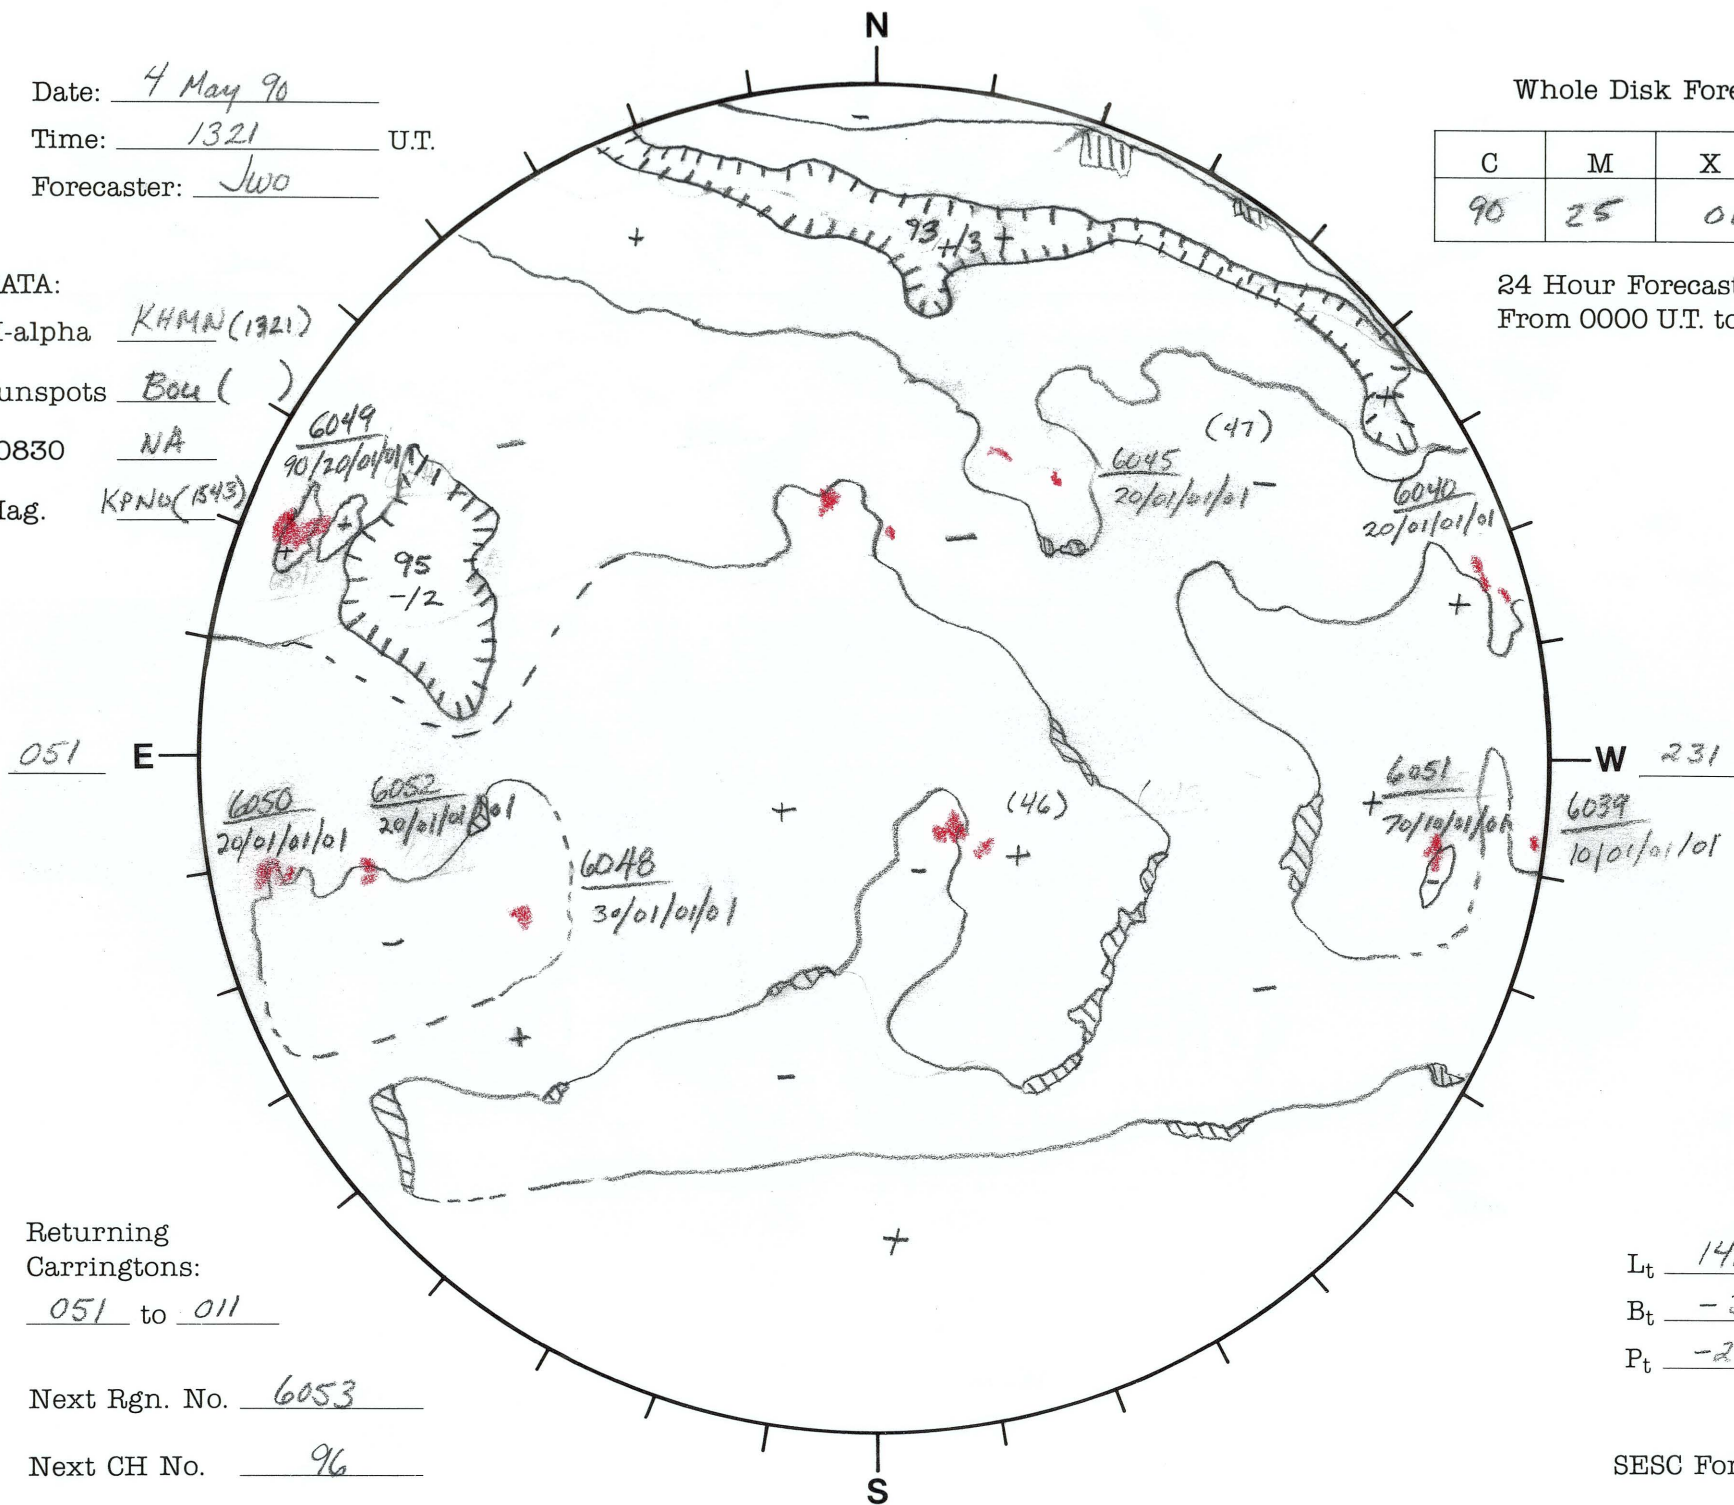 N
Date: 4 May 90
Time: 1321 U.T.
Forecaster: JWO
Whole Disk Fore
C M X
90 25 01
24 Hour Forecast
From 0000 U.T. to
ATA:
I-alpha KHMN (1321)
unspots Bou ( )
0830 NA
Mag. KPNO (1543)
-
+
93 +/3 +
+
6049
90/20/01/01
-
(47)
6045
20/01/01/01 -
6040
20/01/01/01
+
+
95
-/2
-
+
051 E
W 231
6050
20/01/01/01
6052
20/01/01/01
6048
30/01/01/01
+
(46)
+
-
+ 6051
70/10/01/01
-
6039
10/01/01/01
-
+
-
-
+
Returning
Carringtons:
051 to 011
Next Rgn. No. 6053
Next CH No. 96
Lt 14
Bt -
Pt -2
SESC For
S